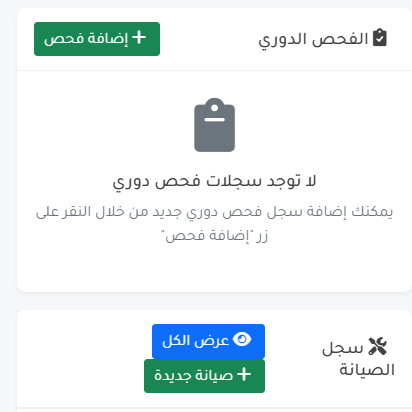 الفحص الدوري
إضافة فحص
لا توجد سجلات فحص دوري
يمكنك إضافة سجل فحص دوري جديد من خلال النقر على
زر "إضافة فحص"
سجل
الصيانة
عرض الكل
صيانة جديدة